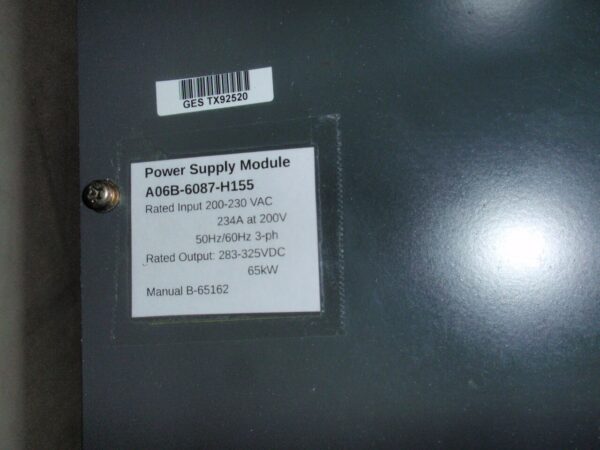 GES TX92520
Power Supply Module
A06B-6087-H155
Rated Input 200-230 VAC
234A at 200V
50Hz/60Hz 3-ph
Rated Output: 283-325VDC
65kW
Manual B-65162